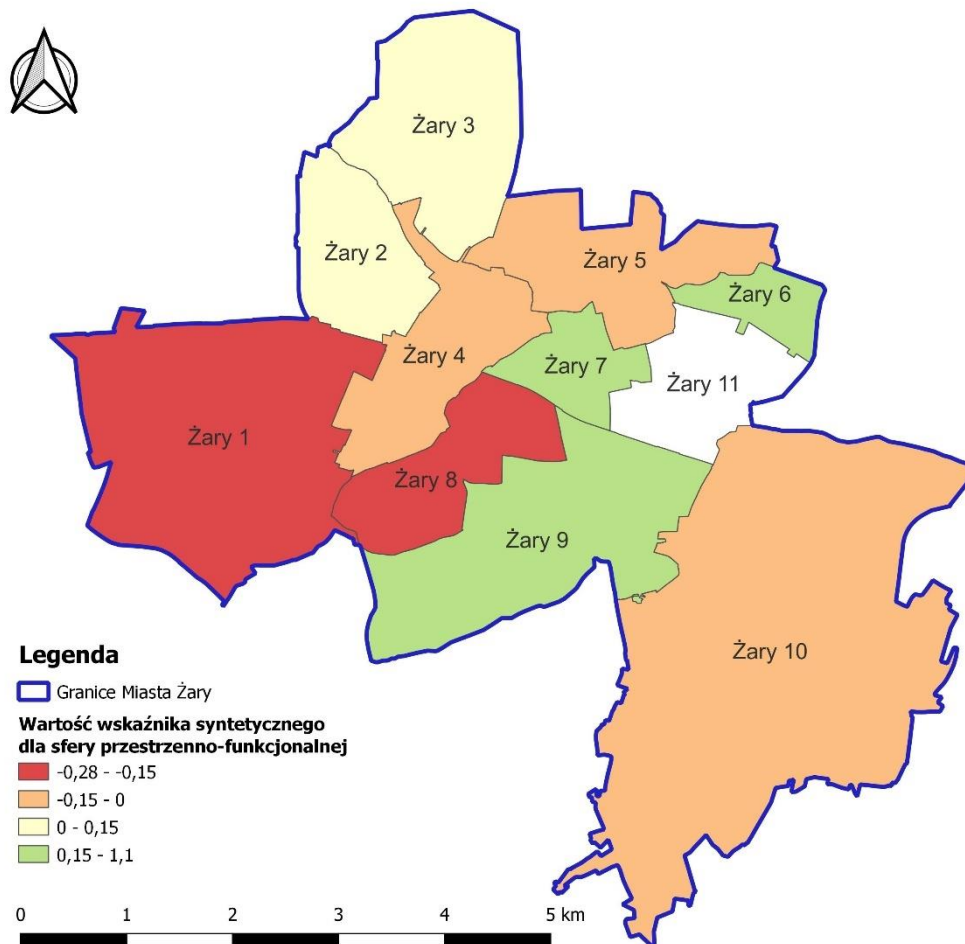 Żary 3
Żary 2
Żary 5
Żary 6
Żary 4
Żary 7
Żary 11
Żary 1
Żary 8
Żary 9
Żary 10
Legenda
Granice Miasta Żary
Wartość wskaźnika syntetycznego
dla sfery przestrzenno-funkcjonalnej
-0,28 - -0,15
-0,15 - 0
0 - 0,15
0,15 - 1,1
0 1 2 3 4 5 km